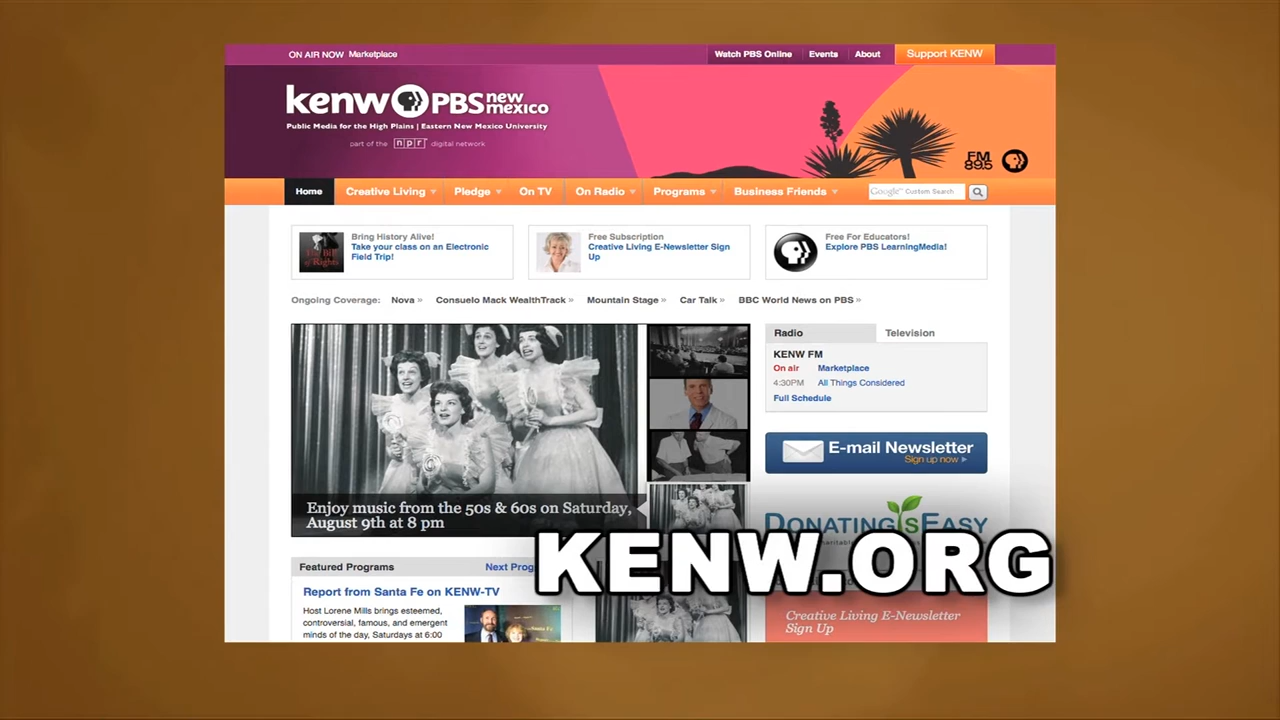 ON AIR NOW Marketplace
Watch PBS Online Events About Support KENW
kenw PBS new mexico
Public Media for the High Plains | Eastern New Mexico University
part of the npr digital network
FM 89.5
Home Creative Living Pledge On TV On Radio Programs Business Friends Google™ Custom Search
Bring History Alive!
Take your class on an Electronic
Field Trip!
Free Subscription
Creative Living E-Newsletter Sign
Up
Free For Educators!
Explore PBS LearningMedia!
Ongoing Coverage: Nova » Consuelo Mack WealthTrack » Mountain Stage » Car Talk » BBC World News on PBS »
Enjoy music from the 50s & 60s on Saturday,
August 9th at 8 pm
Radio Television
KENW FM
On air Marketplace
4:30PM All Things Considered
Full Schedule
E-mail Newsletter
Sign up now
DONATING IS EASY
KENW.ORG
Featured Programs Next
Report from Santa Fe on KENW-TV
Host Lorene Mills brings esteemed,
controversial, famous, and emergent
minds of the day, Saturdays at 6:00
Creative Living E-Newsletter
Sign Up